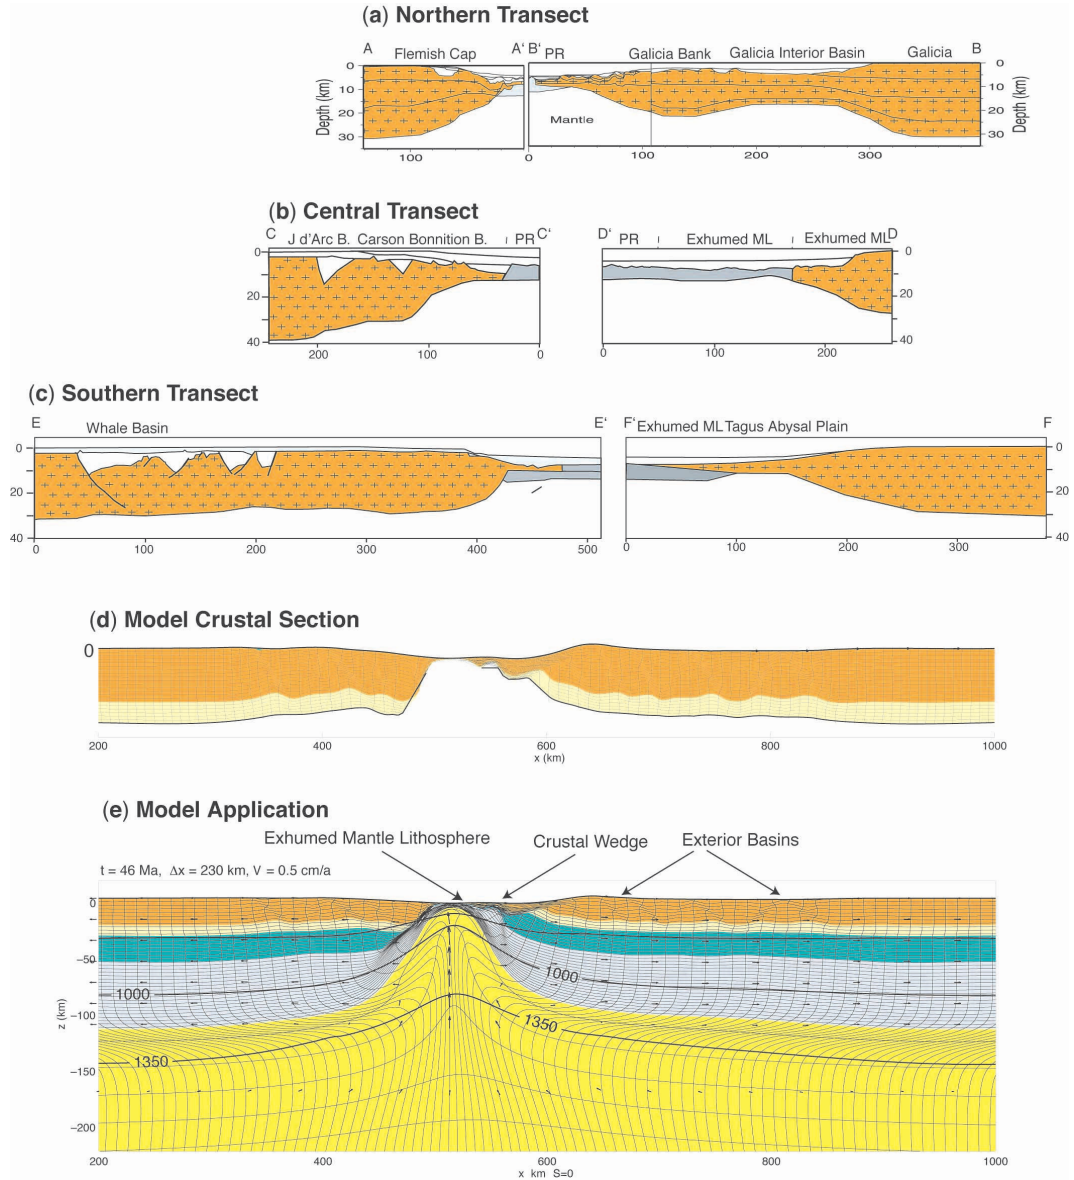 (a) Northern Transect
A Flemish Cap A' B' PR Galicia Bank Galicia Interior Basin Galicia B
0 0
10 10
20 20
30 30
Depth (km)
Depth (km)
Mantle
100 0 100 200 300
(b) Central Transect
C J d'Arc B. Carson Bonnition B. PR C' D' PR Exhumed ML Exhumed ML D
0 0
20 20
40 40
200 100 0 0 100 200
(c) Southern Transect
E Whale Basin E' F' Exhumed ML Tagus Abysal Plain F
0 0
20 20
40 40
0 100 200 300 400 500 0 100 200 300
(d) Model Crustal Section
0
200 400 600 800 1000
x (km)
(e) Model Application
Exhumed Mantle Lithosphere Crustal Wedge Exterior Basins
t = 46 Ma, Δx = 230 km, V = 0.5 cm/a
0
−50
−100
−150
−200
z (km)
1000 1000
1350 1350
200 400 600 800 1000
x km S=0